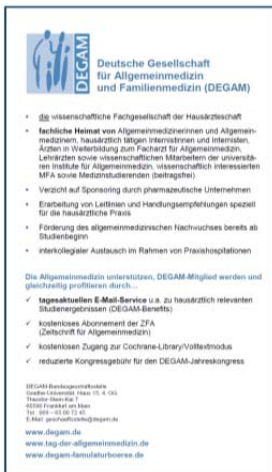 DEGAM
Deutsche Gesellschaft
für Allgemeinmedizin
und Familienmedizin (DEGAM)
die wissenschaftliche Fachgesellschaft der Hausärzteschaft
fachliche Heimat von Allgemeinmedizinerinnen und Allgemein-
medizinern, hausärztlich tätigen Internistinnen und Internisten,
Ärzten in Weiterbildung zum Facharzt für Allgemeinmedizin,
Lehrärzten sowie wissenschaftlichen Mitarbeitern der universitä-
ren Institute für Allgemeinmedizin, wissenschaftlich interessierten
MFA sowie Medizinstudierenden (beitragsfrei)
Verzicht auf Sponsoring durch pharmazeutische Unternehmen
Erarbeitung von Leitlinien und Handlungsempfehlungen speziell
für die hausärztliche Praxis
Förderung des allgemeinmedizinischen Nachwuchses bereits ab
Studienbeginn
interkollegialer Austausch im Rahmen von Praxishospitationen
Die Allgemeinmedizin unterstützen, DEGAM-Mitglied werden und
gleichzeitig profitieren durch...
✓ tagesaktuellen E-Mail-Service u.a. zu hausärztlich relevanten
Studienergebnissen (DEGAM-Benefits)
✓ kostenloses Abonnement der ZFA
(Zeitschrift für Allgemeinmedizin)
✓ kostenlosen Zugang zur Cochrane-Library/Volltextmodus
✓ reduzierte Kongressgebühr für den DEGAM-Jahreskongress
DEGAM-Bundesgeschäftsstelle
Goethe-Universität, Haus 15, 4. OG
Theodor-Stern-Kai 7
60590 Frankfurt am Main
Tel.: 069 – 65 00 72 45
E-Mail: geschaeftsstelle@degam.de
www.degam.de
www.tag-der-allgemeinmedizin.de
www.degam-famulaturboerse.de